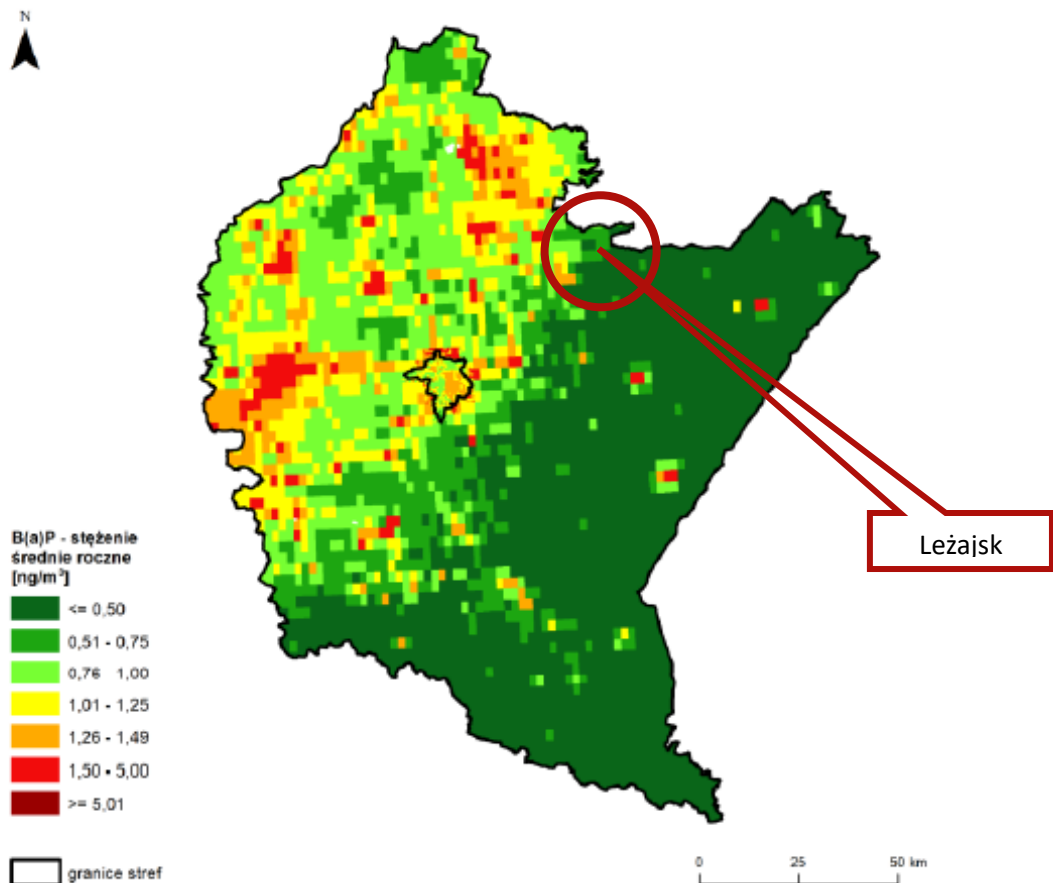 N
Leżajsk
B(a)P - stężenie
średnie roczne
[ng/m³]
<= 0,50
0,51 - 0,75
0,76 - 1,00
1,01 - 1,25
1,26 - 1,49
1,50 - 5,00
>= 5,01
granice stref
0 25 50 km